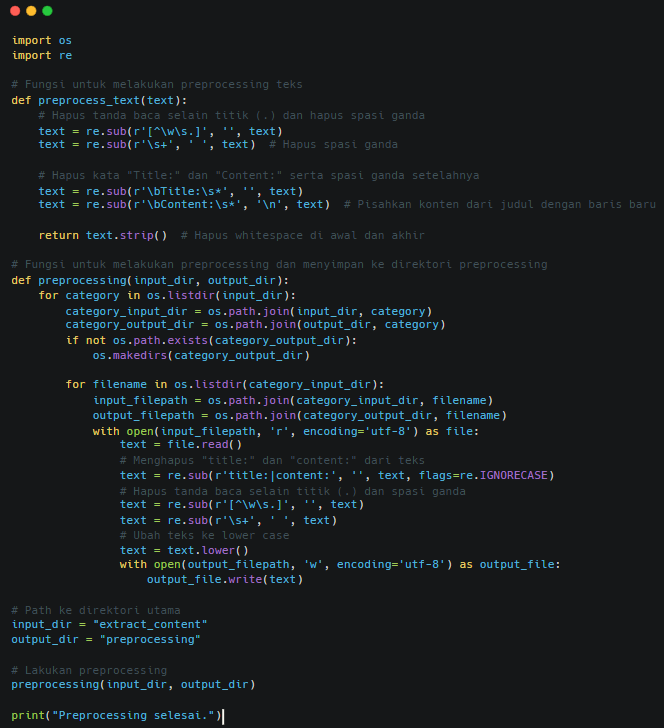 import os
import re
# Fungsi untuk melakukan preprocessing teks
def preprocess_text(text):
    # Hapus tanda baca selain titik (.) dan hapus spasi ganda
    text = re.sub(r'[^\w\s.]', '', text)
    text = re.sub(r'\s+', ' ', text)  # Hapus spasi ganda
    # Hapus kata "Title:" dan "Content:" serta spasi ganda setelahnya
    text = re.sub(r'\bTitle:\s*', '', text)
    text = re.sub(r'\bContent:\s*', '\n', text)  # Pisahkan konten dari judul dengan baris baru
    return text.strip()  # Hapus whitespace di awal dan akhir
# Fungsi untuk melakukan preprocessing dan menyimpan ke direktori preprocessing
def preprocessing(input_dir, output_dir):
    for category in os.listdir(input_dir):
        category_input_dir = os.path.join(input_dir, category)
        category_output_dir = os.path.join(output_dir, category)
        if not os.path.exists(category_output_dir):
            os.makedirs(category_output_dir)
        for filename in os.listdir(category_input_dir):
            input_filepath = os.path.join(category_input_dir, filename)
            output_filepath = os.path.join(category_output_dir, filename)
            with open(input_filepath, 'r', encoding='utf-8') as file:
                text = file.read()
                # Menghapus "title:" dan "content:" dari teks
                text = re.sub(r'title:|content:', '', text, flags=re.IGNORECASE)
                # Hapus tanda baca selain titik (.) dan spasi ganda
                text = re.sub(r'[^\w\s.]', '', text)
                text = re.sub(r'\s+', ' ', text)
                # Ubah teks ke lower case
                text = text.lower()
                with open(output_filepath, 'w', encoding='utf-8') as output_file:
                    output_file.write(text)
# Path ke direktori utama
input_dir = "extract_content"
output_dir = "preprocessing"
# Lakukan preprocessing
preprocessing(input_dir, output_dir)
print("Preprocessing selesai.")